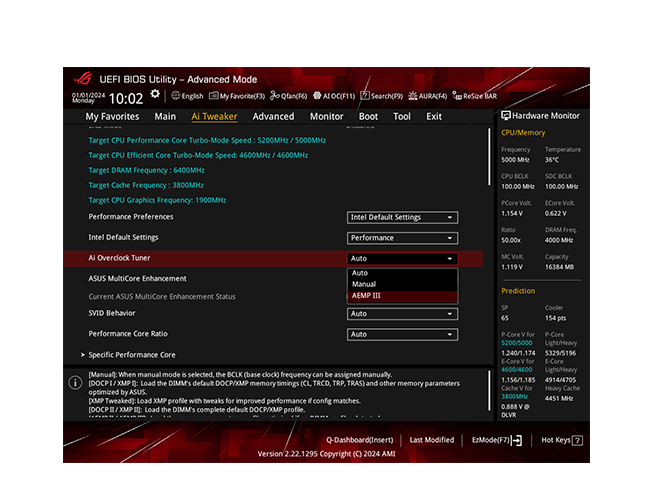 UEFI BIOS Utility – Advanced Mode
01/01/2024
Monday
10:02
English
My Favorite(F3)
Qfan(F6)
AI OC(F11)
Search(F9)
AURA(F4)
ReSize BAR
My Favorites Main Ai Tweaker Advanced Monitor Boot Tool Exit
Target CPU Performance Core Turbo-Mode Speed : 5200MHz / 5000MHz
Target CPU Efficient Core Turbo-Mode Speed: 4600MHz / 4600MHz
Target DRAM Frequency : 6400MHz
Target Cache Frequency : 3800MHz
Target CPU Graphics Frequency: 1900MHz
Performance Preferences Intel Default Settings
Intel Default Settings Performance
Ai Overclock Tuner Auto
Auto
ASUS MultiCore Enhancement Manual
Current ASUS MultiCore Enhancement Status AEMP III
SVID Behavior Auto
Performance Core Ratio Auto
Specific Performance Core
[Manual]: When manual mode is selected, the BCLK (base clock) frequency can be assigned manually.
[DOCP I / XMP I]: Load the DIMM's default DOCP/XMP memory timings (CL, TRCD, TRP, TRAS) and other memory parameters
optimized by ASUS.
[XMP Tweaked]: Load XMP profile with tweaks for improved performance if config matches.
[DOCP II / XMP II]: Load the DIMM's complete default DOCP/XMP profile.
Hardware Monitor
CPU/Memory
Frequency Temperature
5000 MHz 36°C
CPU BCLK SOC BCLK
100.00 MHz 100.00 MHz
PCore Volt. ECore Volt.
1.154 V 0.622 V
Ratio DRAM Freq.
50.00x 4000 MHz
MC Volt. Capacity
1.119 V 16384 MB
Prediction
SP Cooler
65 154 pts
P-Core V for P-Core
5200/5000 Light/Heavy
1.240/1.174 5329/5196
E-Core V for E-Core
4600/4600 Light/Heavy
1.156/1.185 4914/4705
Cache V for Heavy Cache
3800MHz 4451 MHz
0.888 V @
DLVR
Q-Dashboard(Insert) Last Modified EzMode(F7) Hot Keys ?
Version 2.22.1295 Copyright (C) 2024 AMI